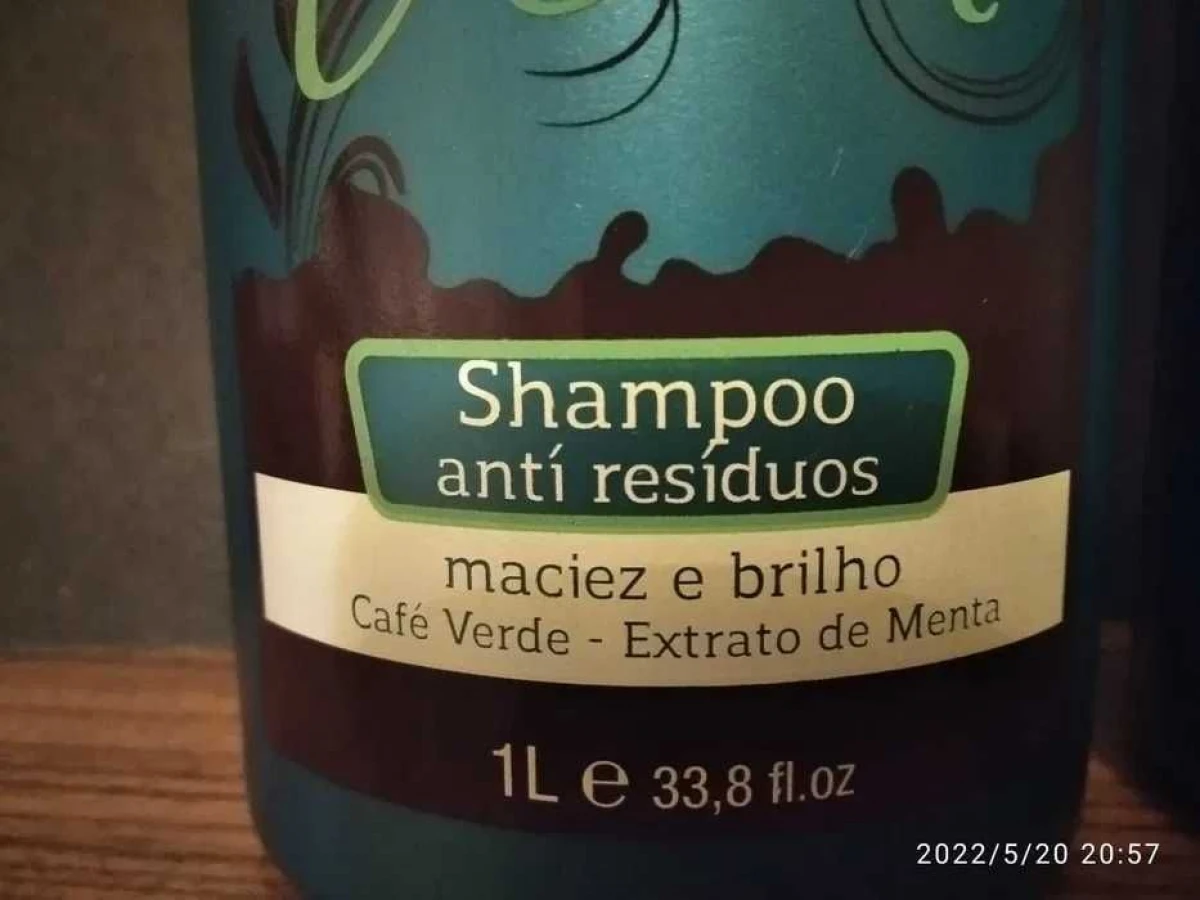 Shampoo
antí resíduos
maciez e brilho
Café Verde - Extrato de Menta
1L e 33,8 fl.oz
2022/5/20 20:57